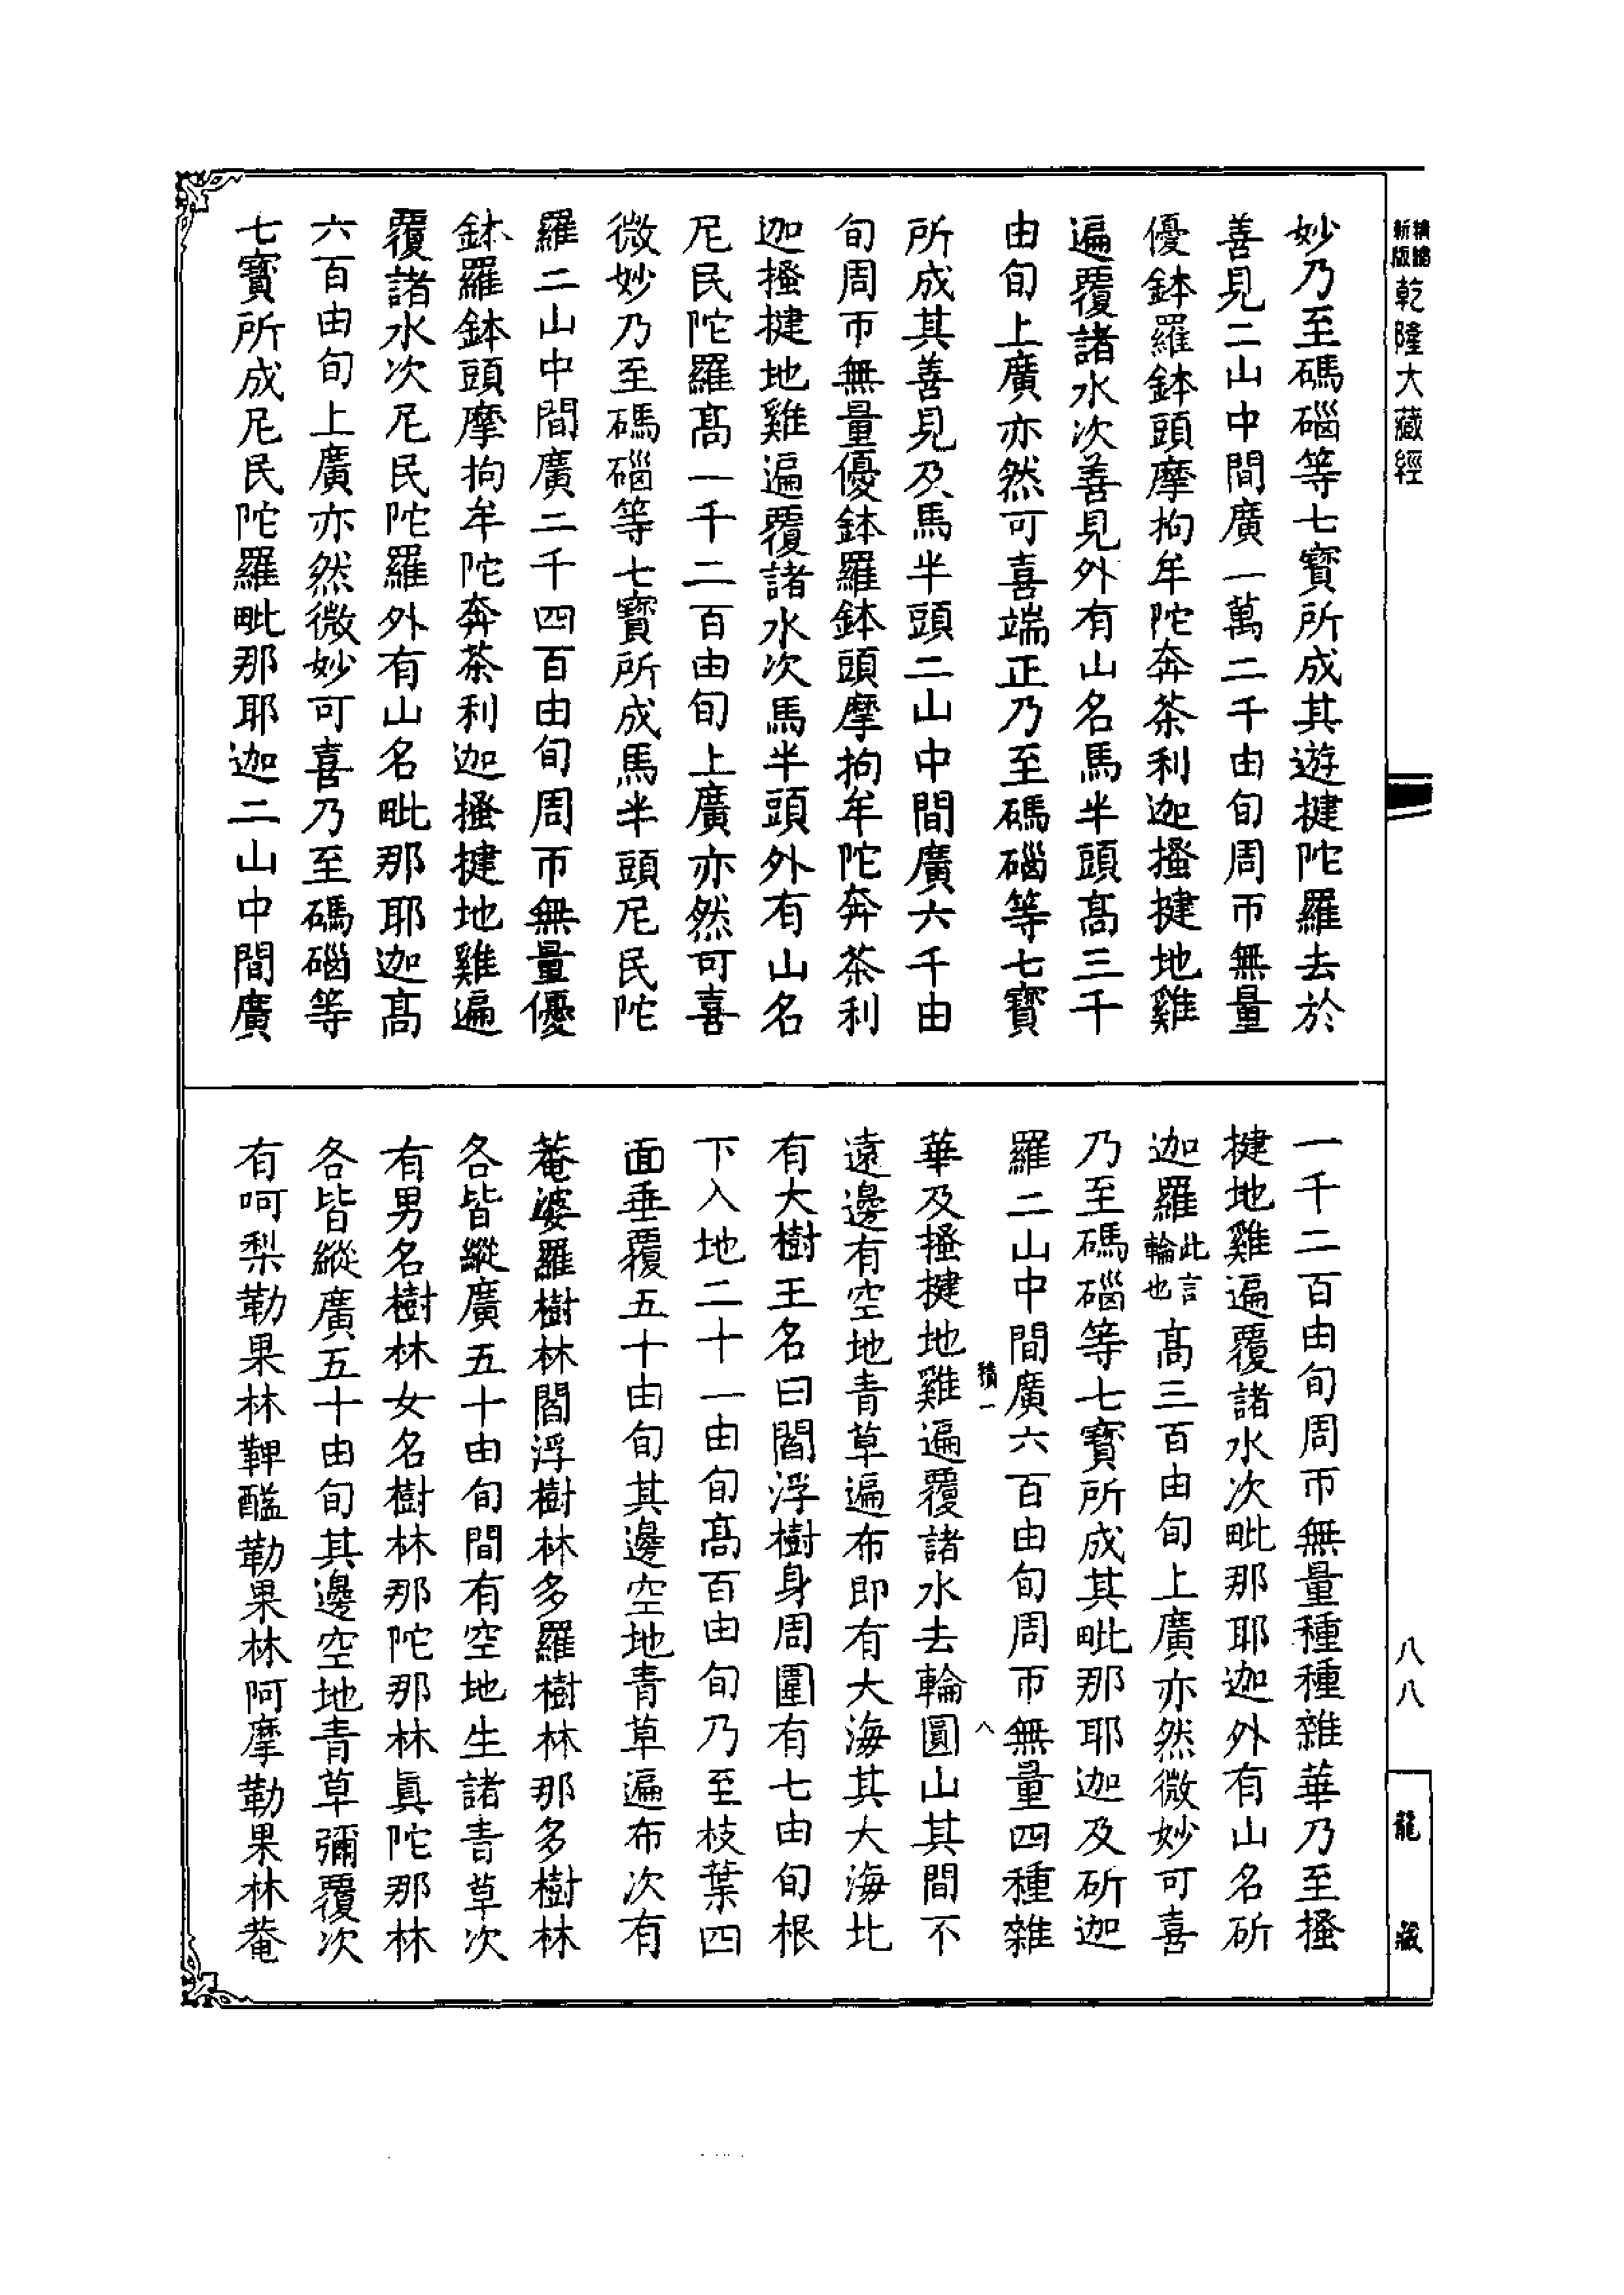 精繪
新版
乾隆大藏經
妙乃至碼碯等七寳所成其遊揵陀羅去於
善見二山中間廣一萬二千由旬周帀無量
優鉢羅鉢頭摩拘牟陀奔茶利迦搔揵地雞
遍覆諸水次善見外有山名馬半頭髙三千
由旬上廣亦然可喜端正乃至碼碯等七寳
所成其善見及馬半頭二山中間廣六千由
旬周帀無量優鉢羅鉢頭摩拘牟陀奔茶利
迦搔揵地雞遍覆諸水次馬半頭外有山名
尼民陀羅髙一千二百由旬上廣亦然可喜
微妙乃至碼碯等七寳所成馬半頭尼民陀
羅二山中間廣二千四百由旬周帀無量優
鉢羅鉢頭摩拘牟陀奔茶利迦搔揵地雞遍
覆諸水次尼民陀羅外有山名毗那耶迦髙
六百由旬上廣亦然微妙可喜乃至碼碯等
七寳所成尼民陀羅毗那耶迦二山中間廣
一千二百由旬周帀無量種種雜華乃至搔
揵地雞遍覆諸水次毗那耶迦外有山名斫
迦羅此言輪也髙三百由旬上廣亦然微妙可喜
乃至碼碯等七寳所成其毗那耶迦及斫迦
羅二山中間廣六百由旬周帀無量四種雜
積一 八
華及搔揵地雞遍覆諸水去輪圓山其間不
遠邊有空地青草遍布即有大海其大海北
有大樹王名曰閻浮樹身周圍有七由旬根
下入地二十一由旬髙百由旬乃至枝葉四
面垂覆五十由旬其邊空地青草遍布次有
菴婆羅樹林閻浮樹林多羅樹林那多樹林
各皆縱廣五十由旬間有空地生諸青草次
有男名樹林女名樹林那陀那林眞陀那林
各皆縱廣五十由旬其邊空地青草彌覆次
有呵梨勒果林鞞醯勒果林阿摩勒果林菴
八八
龍藏